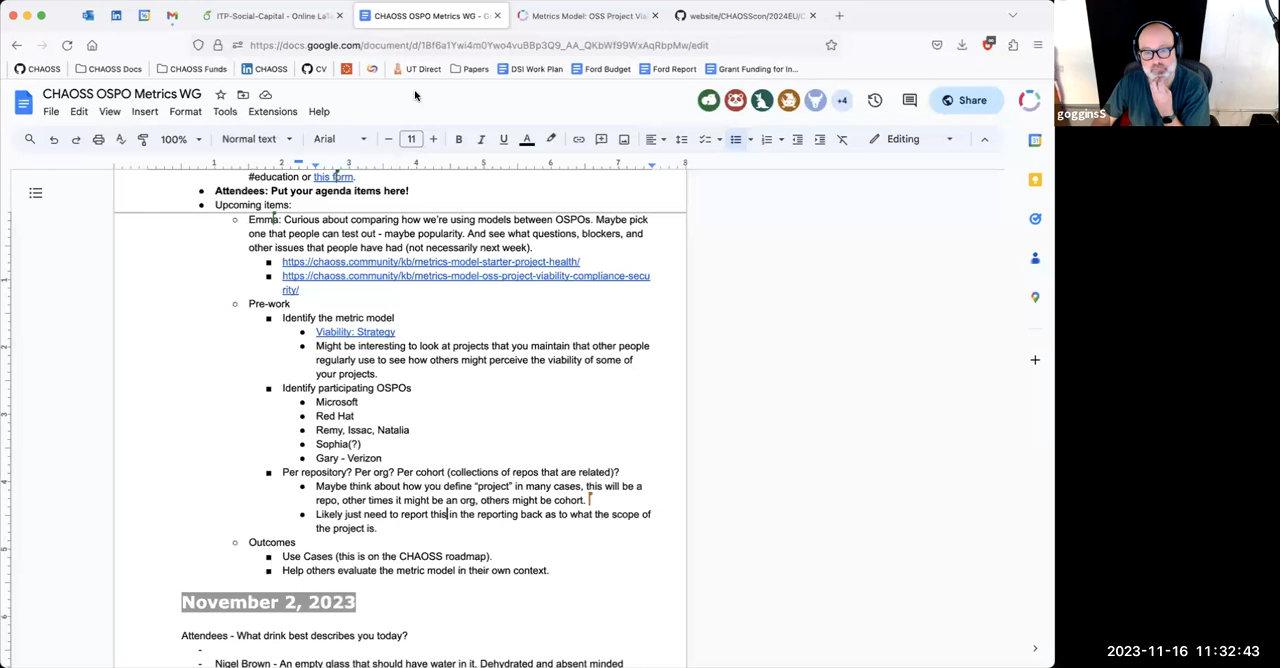 ITP-Social-Capital - Online LaTe
CHAOSS OSPO Metrics WG - G
Metrics Model: OSS Project Viab
website/CHAOSScon/2024EU/C
https://docs.google.com/document/d/1Bf6a1Ywi4m0Ywo4vuBBp3Q9_AA_QKbWf99WxAqRbpMw/edit
CHAOSS
CHAOSS Docs
CHAOSS Funds
CHAOSS
CV
UT Direct
Papers
DSI Work Plan
Ford Budget
Ford Report
Grant Funding for In...
CHAOSS OSPO Metrics WG
File Edit View Insert Format Tools Extensions Help
+4
Share
100%
Normal text
Arial
11
Editing
1 2 3 4 5 6 7 8
#education or this form.
Attendees: Put your agenda items here!
Upcoming items:
Emma: Curious about comparing how we're using models between OSPOs. Maybe pick
one that people can test out - maybe popularity. And see what questions, blockers, and
other issues that people have had (not necessarily next week).
https://chaoss.community/kb/metrics-model-starter-project-health/
https://chaoss.community/kb/metrics-model-oss-project-viability-compliance-secu
rity/
Pre-work
Identify the metric model
Viability: Strategy
Might be interesting to look at projects that you maintain that other people
regularly use to see how others might perceive the viability of some of
your projects.
Identify participating OSPOs
Microsoft
Red Hat
Remy, Issac, Natalia
Sophia(?)
Gary - Verizon
Per repository? Per org? Per cohort (collections of repos that are related)?
Maybe think about how you define "project" in many cases, this will be a
repo, other times it might be an org, others might be cohort.
Likely just need to report this in the reporting back as to what the scope of
the project is.
Outcomes
Use Cases (this is on the CHAOSS roadmap).
Help others evaluate the metric model in their own context.
November 2, 2023
Attendees - What drink best describes you today?
-
- Nigel Brown - An empty glass that should have water in it. Dehydrated and absent minded
gogginsS
2023-11-16 11:32:43